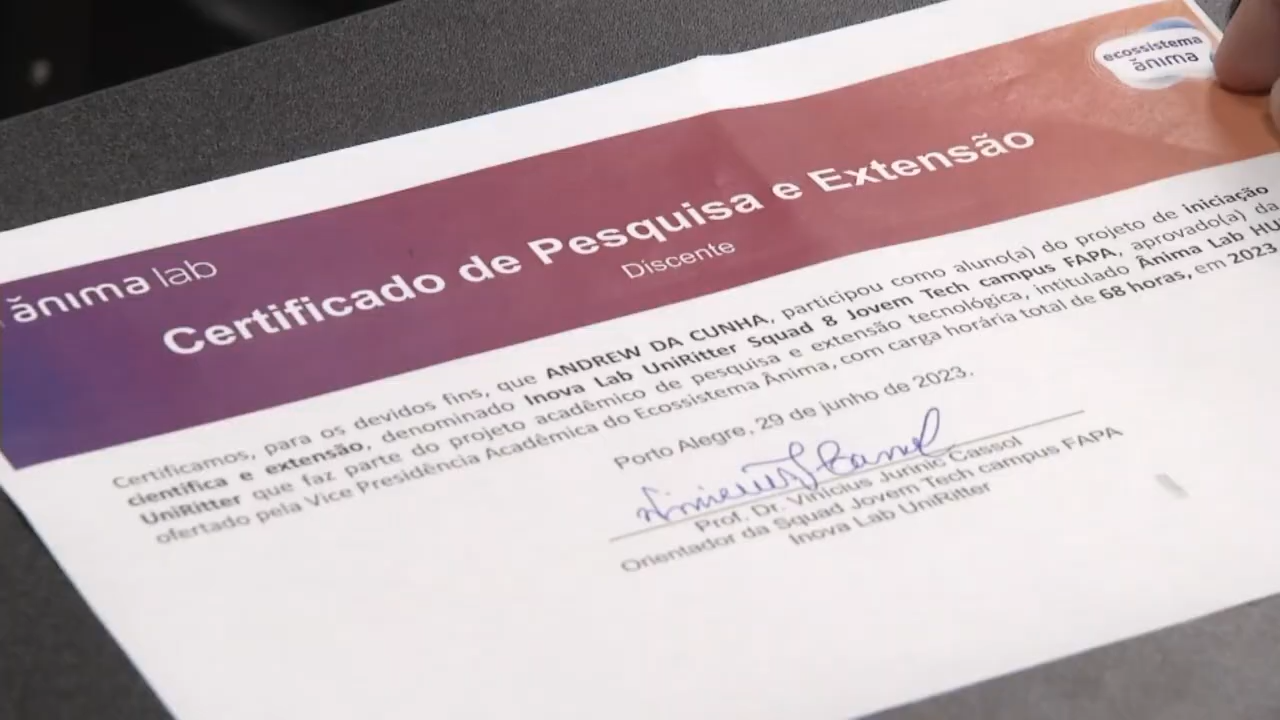 ecossistema
ănima
ănima lab
Certificado de Pesquisa e Extensão
Discente
Certificamos, para os devidos fins, que ANDREW DA CUNHA, participou como aluno(a) do projeto de iniciação
científica e extensão, denominado Inova Lab UniRitter Squad 8 Jovem Tech campus FAPA, aprovado(a) da
UniRitter que faz parte do projeto acadêmico de pesquisa e extensão tecnológica, intitulado Ânima Lab HU
ofertado pela Vice Presidência Acadêmica do Ecossistema Ânima, com carga horária total de 68 horas, em 2023
Porto Alegre, 29 de junho de 2023.
Prof. Dr. Vinicius Jurinic Cassol
Orientador da Squad Jovem Tech campus FAPA
Inova Lab UniRitter